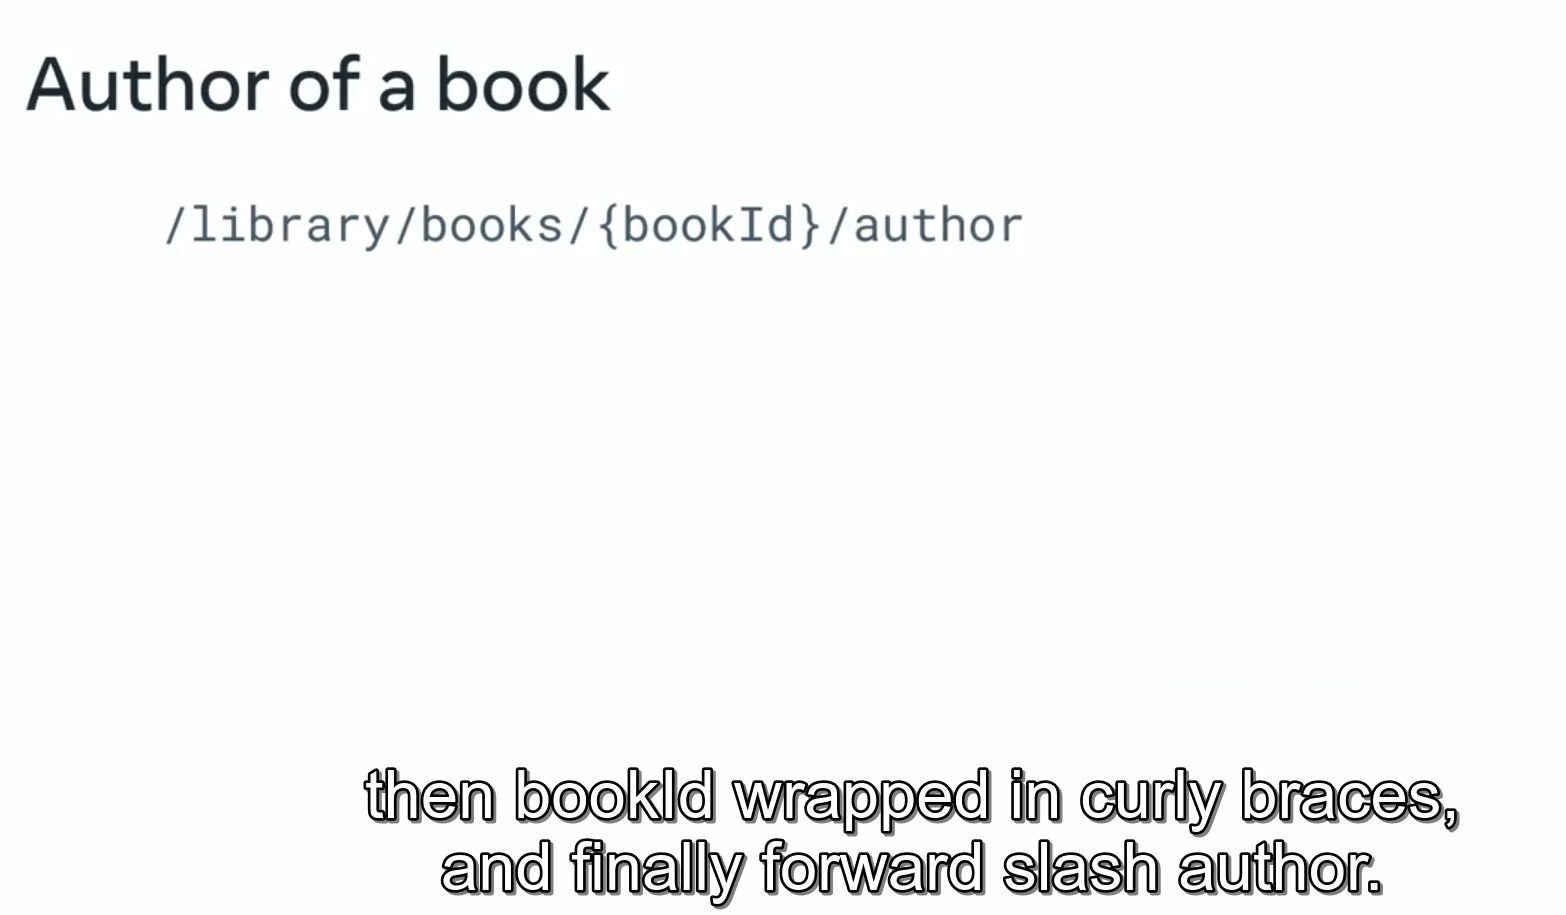 Author of a book
/library/books/{bookId}/author
then bookId wrapped in curly braces,
and finally forward slash author.